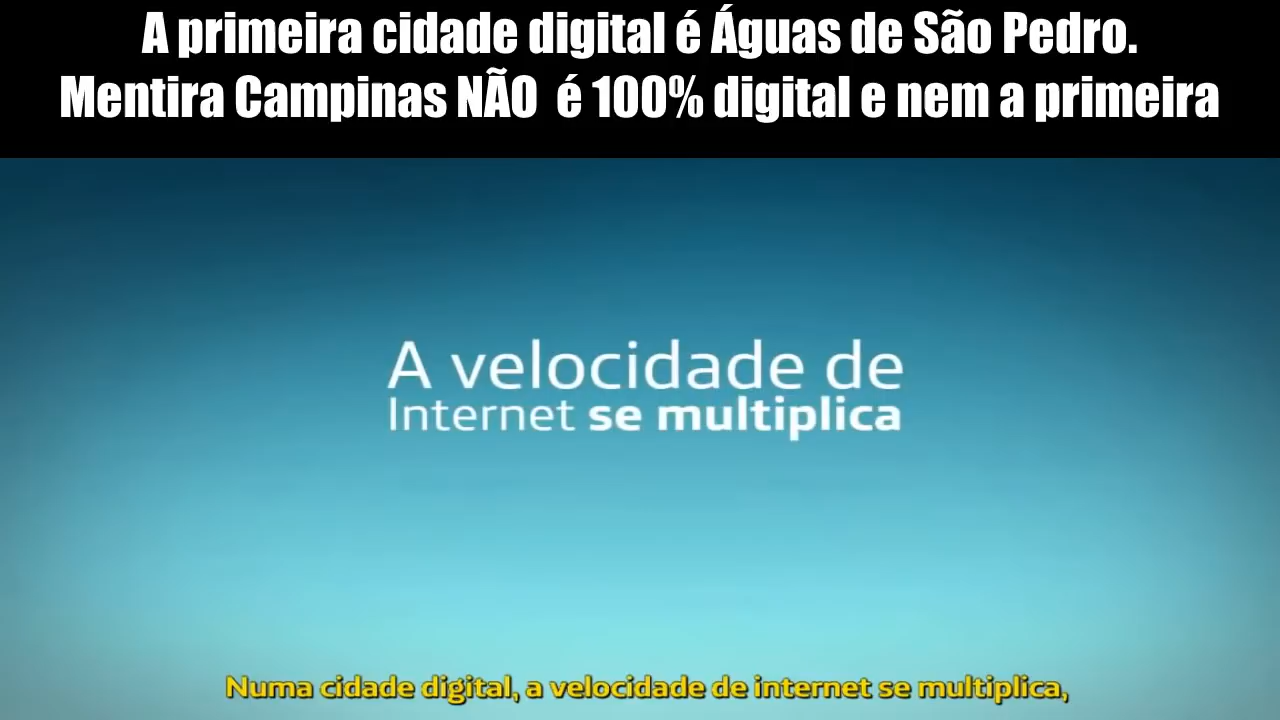 A primeira cidade digital é Águas de São Pedro.
Mentira Campinas NÃO é 100% digital e nem a primeira
A velocidade de
Internet se multiplica
Numa cidade digital, a velocidade de internet se multiplica,